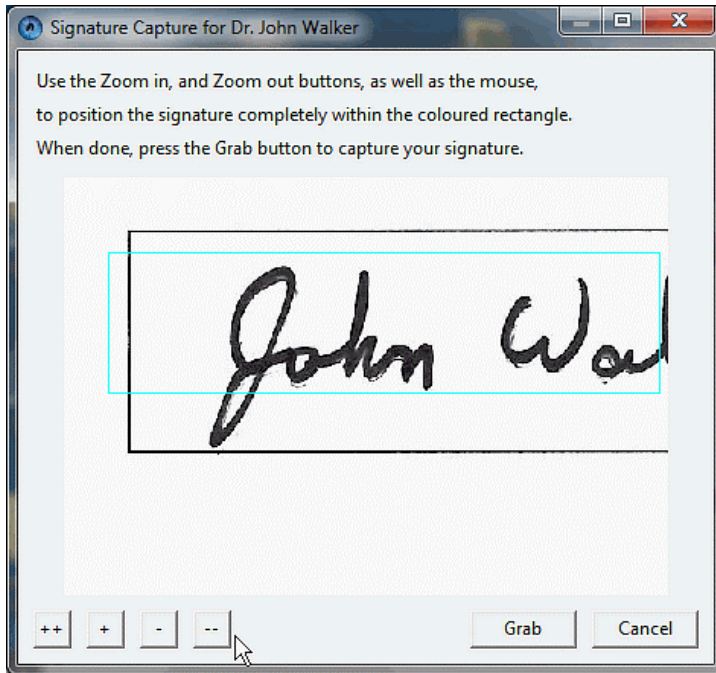 Signature Capture for Dr. John Walker
Use the Zoom in, and Zoom out buttons, as well as the mouse,
to position the signature completely within the coloured rectangle.
When done, press the Grab button to capture your signature.
John Wal
++ + - -- Grab Cancel